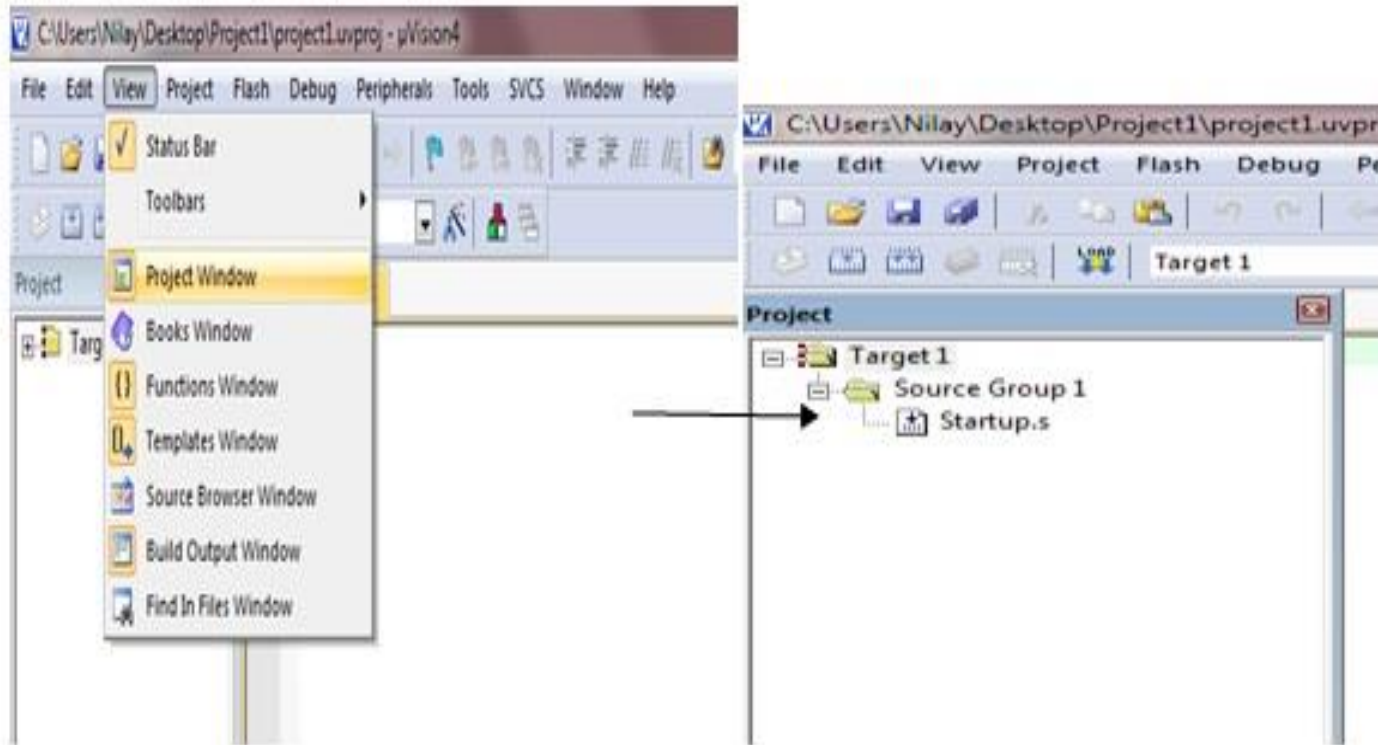 C:\Users\Nilay\Desktop\Project1\project1.uvproj - µVision4
File Edit View Project Flash Debug Peripherals Tools SVCS Window Help
Status Bar
Toolbars
Project
Project Window
Targ
Books Window
Functions Window
Templates Window
Source Browser Window
Build Output Window
Find In Files Window
C:\Users\Nilay\Desktop\Project1\project1.uvpr
File Edit View Project Flash Debug Pe
LOAD
Target 1
Project
Target 1
Source Group 1
Startup.s